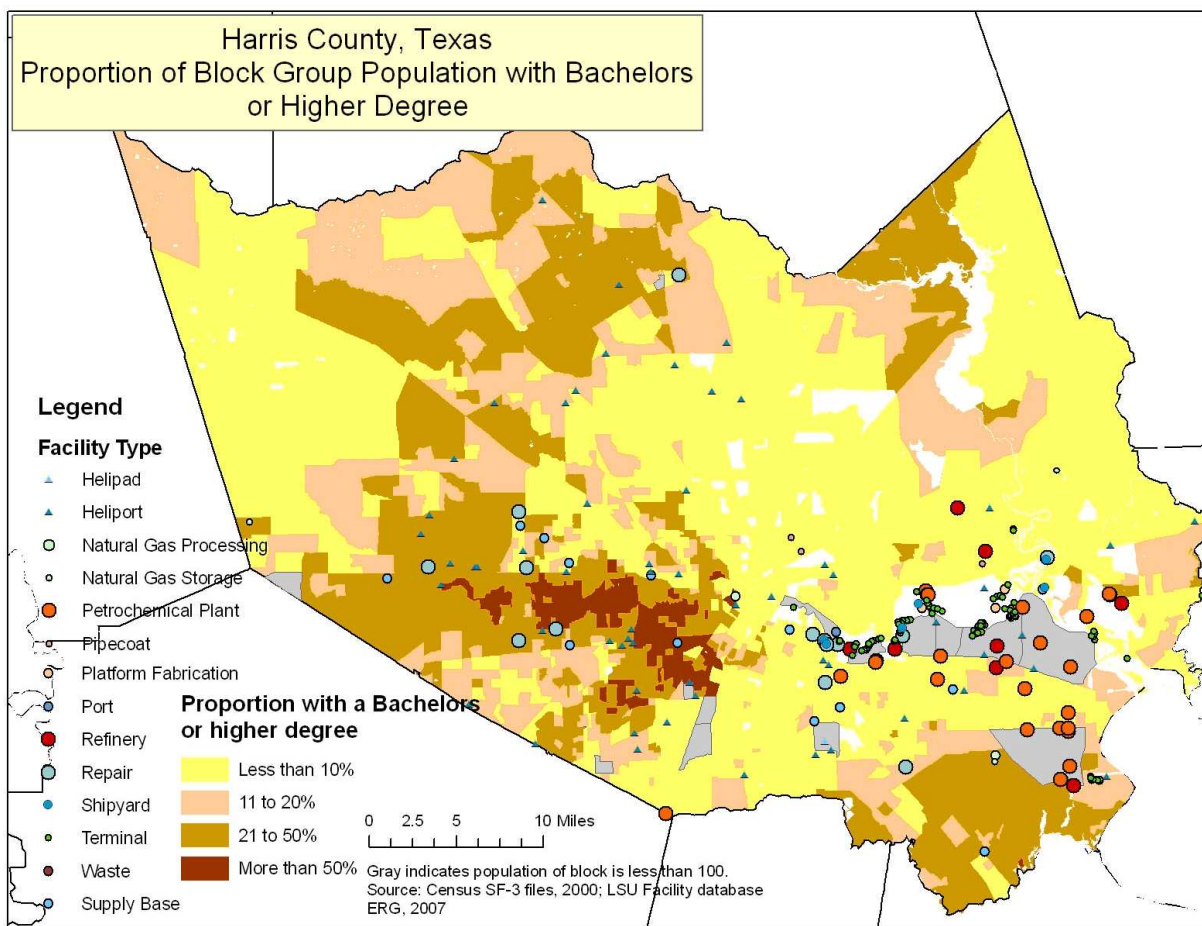 Harris County, Texas
Proportion of Block Group Population with Bachelors
or Higher Degree
Legend
Facility Type
Helipad
Heliport
Natural Gas Processing
Natural Gas Storage
Petrochemical Plant
Pipecoat
Platform Fabrication
Port
Refinery
Repair
Shipyard
Terminal
Waste
Supply Base
Proportion with a Bachelors
or higher degree
Less than 10%
11 to 20%
21 to 50%
More than 50%
0 2.5 5 10 Miles
Gray indicates population of block is less than 100.
Source: Census SF-3 files, 2000; LSU Facility database
ERG, 2007